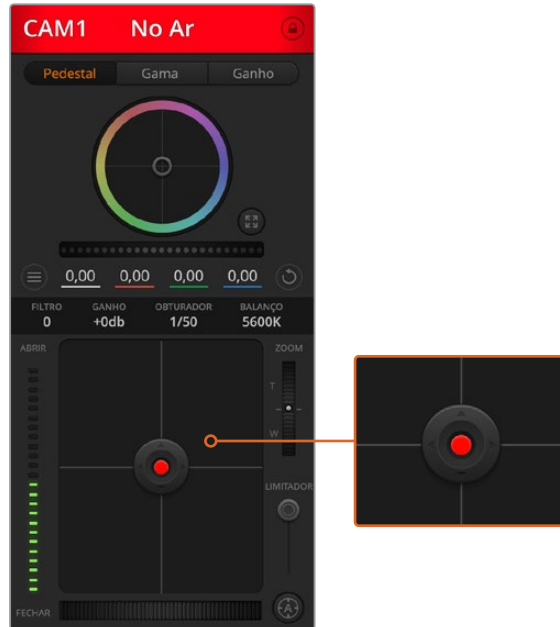 CAM1 No Ar
Pedestal Gama Ganho
0,00 0,00 0,00 0,00
FILTRO GANHO OBTURADOR BALANÇO
0 +0db 1/50 5600K
ABRIR ZOOM
T
W
LIMITADOR
FECHAR A